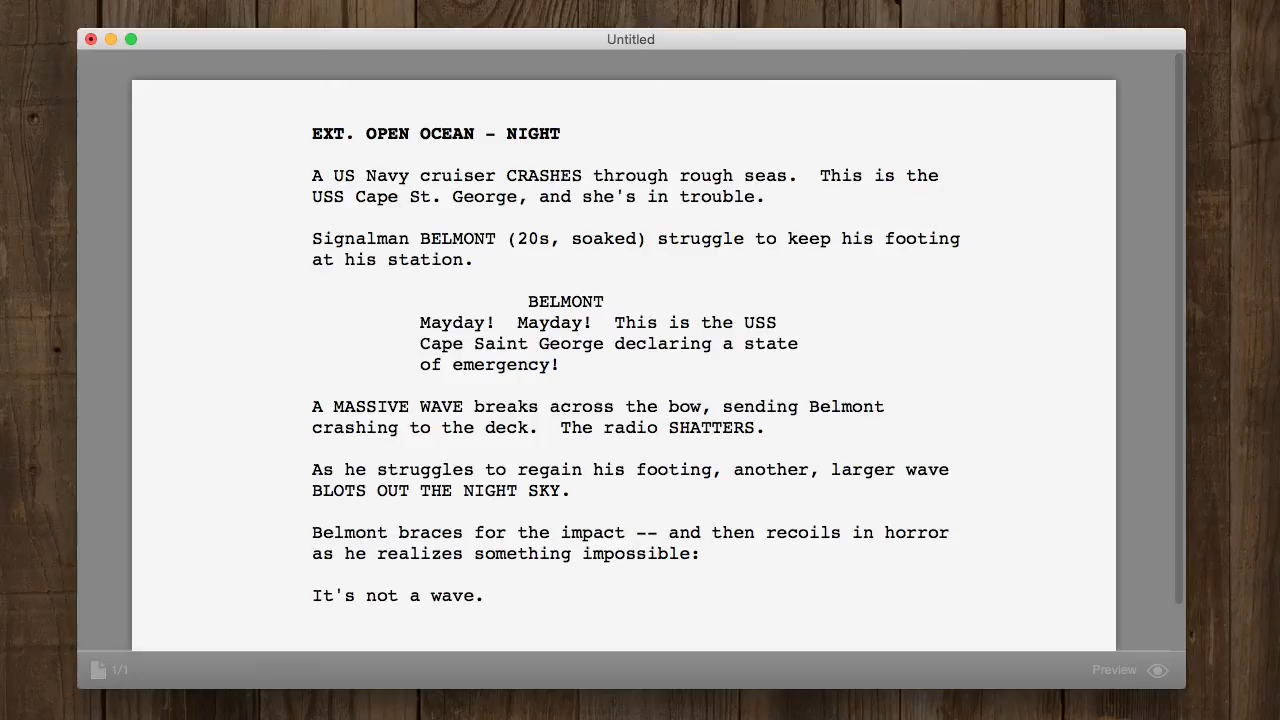 Untitled
EXT. OPEN OCEAN - NIGHT
A US Navy cruiser CRASHES through rough seas.  This is the
USS Cape St. George, and she's in trouble.
Signalman BELMONT (20s, soaked) struggle to keep his footing
at his station.
BELMONT
Mayday!  Mayday!  This is the USS
Cape Saint George declaring a state
of emergency!
A MASSIVE WAVE breaks across the bow, sending Belmont
crashing to the deck.  The radio SHATTERS.
As he struggles to regain his footing, another, larger wave
BLOTS OUT THE NIGHT SKY.
Belmont braces for the impact -- and then recoils in horror
as he realizes something impossible:
It's not a wave.
1/1
Preview